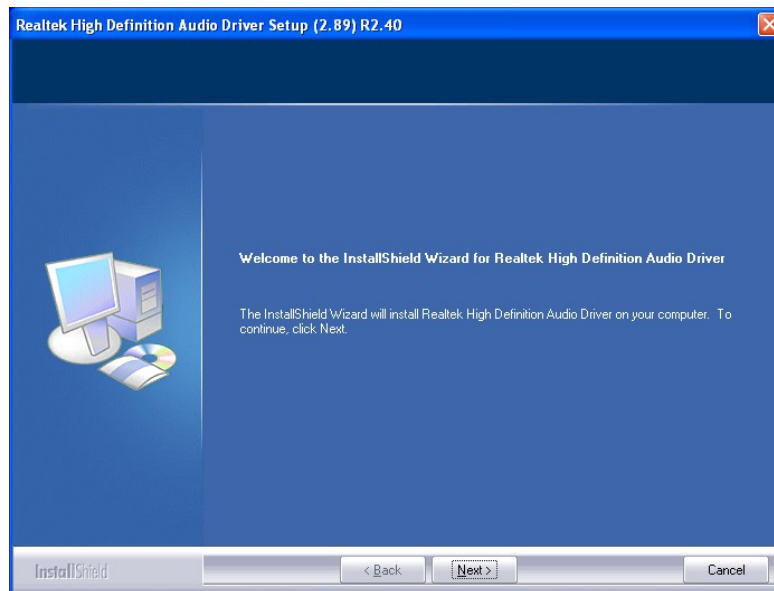 Realtek High Definition Audio Driver Setup (2.89) R2.40
Welcome to the InstallShield Wizard for Realtek High Definition Audio Driver
The InstallShield Wizard will install Realtek High Definition Audio Driver on your computer. To
continue, click Next.
InstallShield
< Back
Next >
Cancel